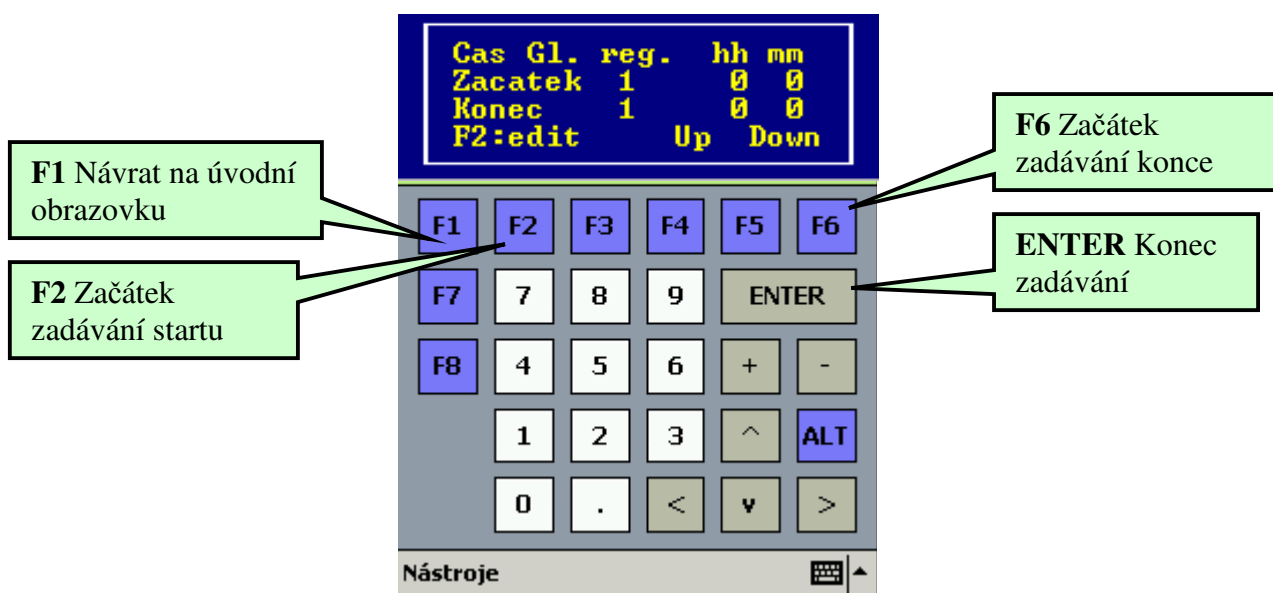 Cas Gl. reg. hh mm
Zacatek 1 0 0
Konec 1 0 0
F2:edit Up Down
F1 Návrat na úvodní
obrazovku
F2 Začátek
zadávání startu
F6 Začátek
zadávání konce
ENTER Konec
zadávání
F1 F2 F3 F4 F5 F6
F7 7 8 9 ENTER
F8 4 5 6 + -
1 2 3 ^ ALT
0 . < v >
Nástroje